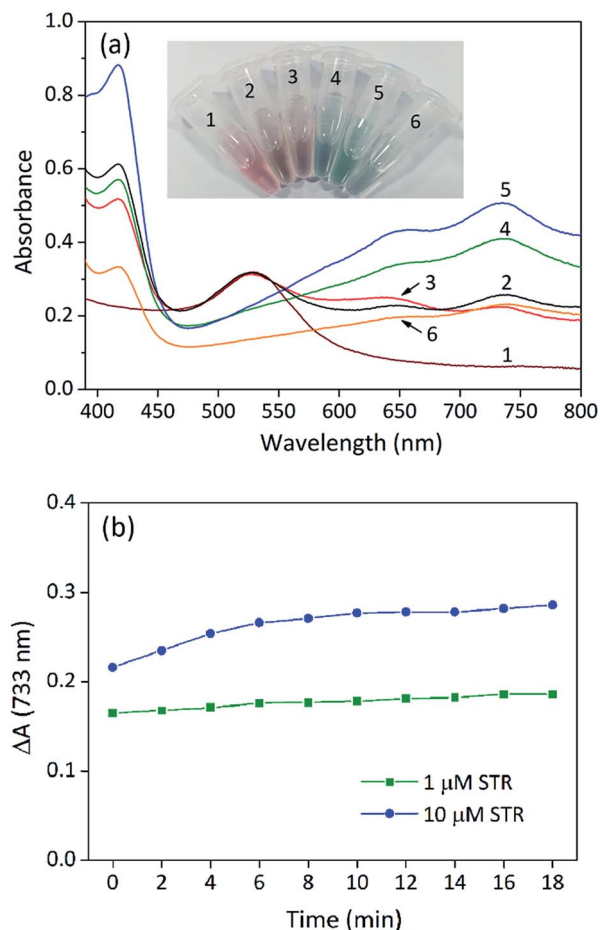 (a)
1.0
0.8
0.6
0.4
0.2
0.0
Absorbance
1
2
3
4
5
6
5
4
3
2
6
1
400 450 500 550 600 650 700 750 800
Wavelength (nm)
(b)
0.4
0.3
0.2
0.1
0.0
ΔA (733 nm)
1 μM STR
10 μM STR
0 2 4 6 8 10 12 14 16 18
Time (min)